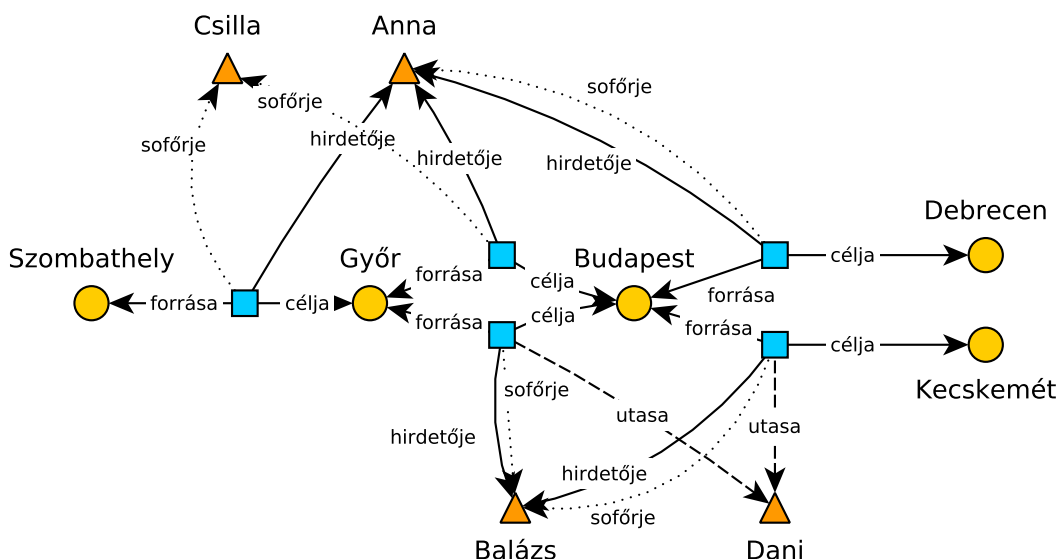 Csilla
Anna
sofőrje
sofőrje
hirdetője
sofőrje
hirdetője
hirdetője
Debrecen
Szombathely
Győr
Budapest
célja
forrása
célja
forrása
forrása
célja
forrása
célja
forrása
célja
Kecskemét
sofőrje
utasa
utasa
hirdetője
hirdetője
sofőrje
Balázs
Dani